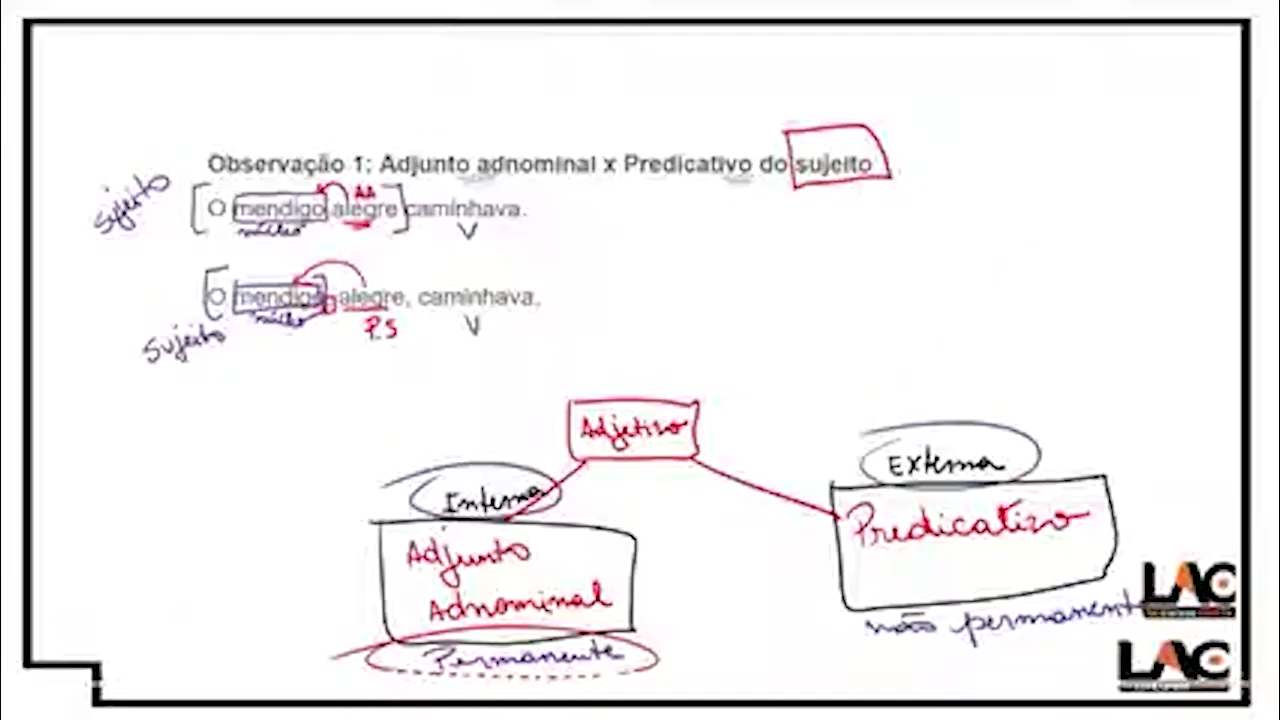 Observação 1: Adjunto adnominal x Predicativo do sujeito
Sujeito
AA
O mendigo alegre caminhava.
núcleo
V
O mendigo, alegre, caminhava.
núcleo
P.S
V
Sujeito
Adjetivo
Interna
Externa
Adjunto
Adnominal
Predicativo
Permanente
não permanente
LAC
LAC